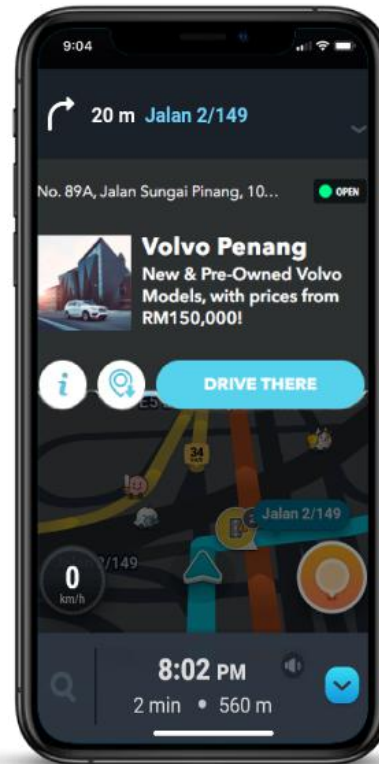 9:04
20 m Jalan 2/149
No. 89A, Jalan Sungai Pinang, 10... OPEN
Volvo Penang
New & Pre-Owned Volvo
Models, with prices from
RM150,000!
i DRIVE THERE
34
Jalan 2/149
2/149
0
km/h
8:02 PM
2 min • 560 m